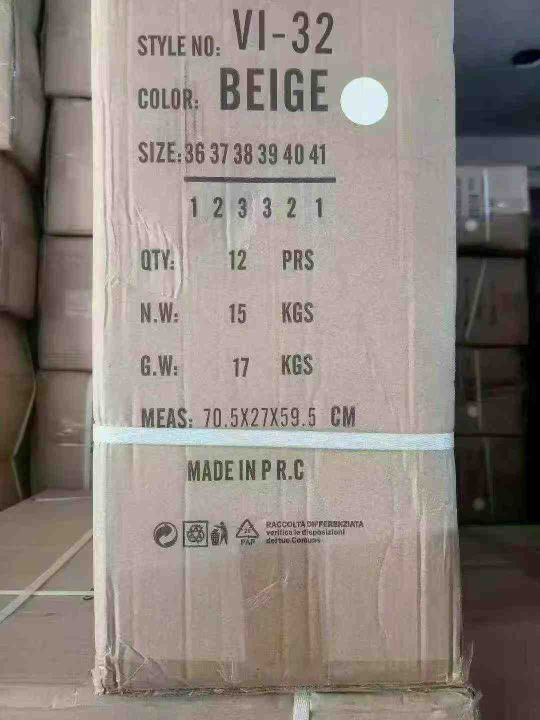 STYLE NO: VI-32
COLOR: BEIGE
SIZE: 36 37 38 39 40 41
1 2 3 3 2 1
QTY: 12 PRS
N.W: 15 KGS
G.W: 17 KGS
MEAS: 70.5X27X59.5 CM
MADE IN P R.C
RACCOLTA DIFFERENZIATA
verifica le disposizioni
del tuo Comune
PAP